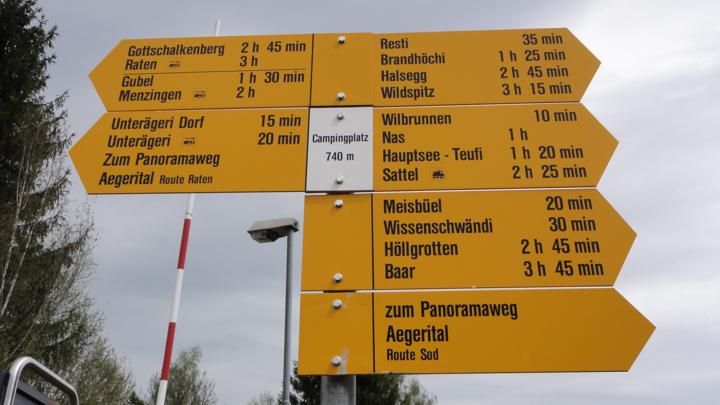 Gottschalkenberg 2 h 45 min
Raten 3 h
Gubel 1 h 30 min
Menzingen 2 h
Resti 35 min
Brandhöchi 1 h 25 min
Halsegg 2 h 45 min
Wildspitz 3 h 15 min
Unterägeri Dorf 15 min
Unterägeri 20 min
Zum Panoramaweg
Aegerital Route Raten
Campingplatz
740 m
Wilbrunnen 10 min
Nas 1 h
Hauptsee - Teufi 1 h 20 min
Sattel 2 h 25 min
Meisbüel 20 min
Wissenschwändi 30 min
Höllgrotten 2 h 45 min
Baar 3 h 45 min
zum Panoramaweg
Aegerital
Route Sod